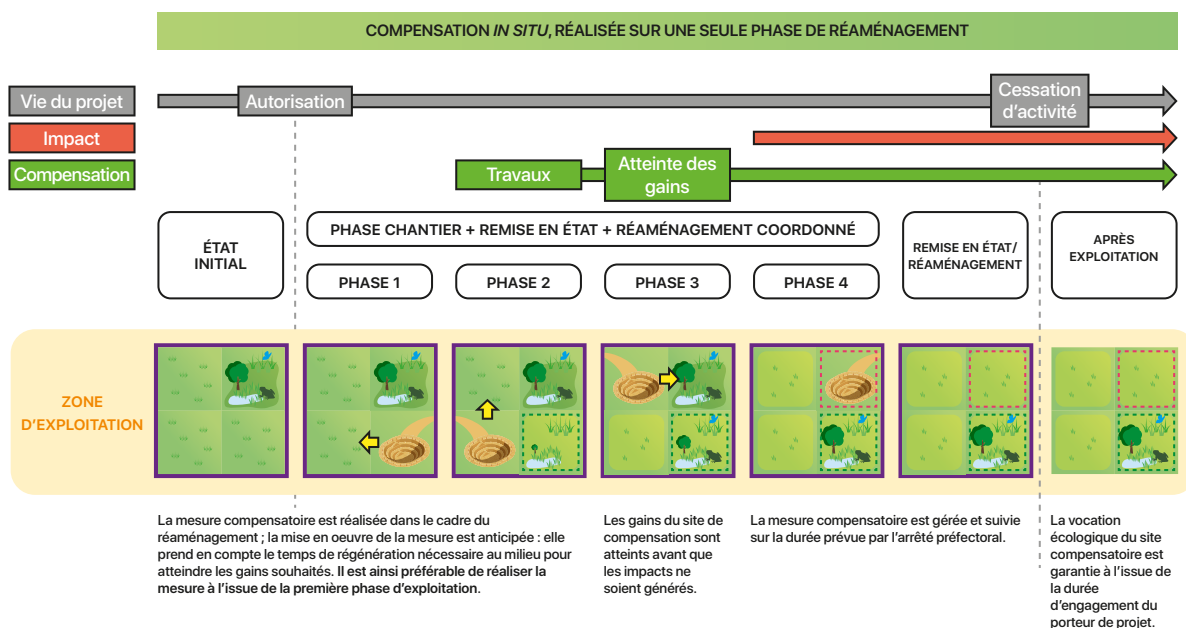 COMPENSATION IN SITU, RÉALISÉE SUR UNE SEULE PHASE DE RÉAMÉNAGEMENT
Vie du projet
Autorisation
Cessation
d'activité
Impact
Compensation
Travaux
Atteinte des
gains
ÉTAT
INITIAL
PHASE CHANTIER + REMISE EN ÉTAT + RÉAMÉNAGEMENT COORDONNÉ
PHASE 1
PHASE 2
PHASE 3
PHASE 4
REMISE EN ÉTAT/
RÉAMÉNAGEMENT
APRÈS
EXPLOITATION
ZONE
D'EXPLOITATION
La mesure compensatoire est réalisée dans le cadre du
réaménagement ; la mise en oeuvre de la mesure est anticipée : elle
prend en compte le temps de régénération nécessaire au milieu pour
atteindre les gains souhaités. Il est ainsi préférable de réaliser la
mesure à l'issue de la première phase d'exploitation.
Les gains du site de
compensation sont
atteints avant que
les impacts ne
soient générés.
La mesure compensatoire est gérée et suivie
sur la durée prévue par l'arrêté préfectoral.
La vocation
écologique du site
compensatoire est
garantie à l'issue de
la durée
d'engagement du
porteur de projet.